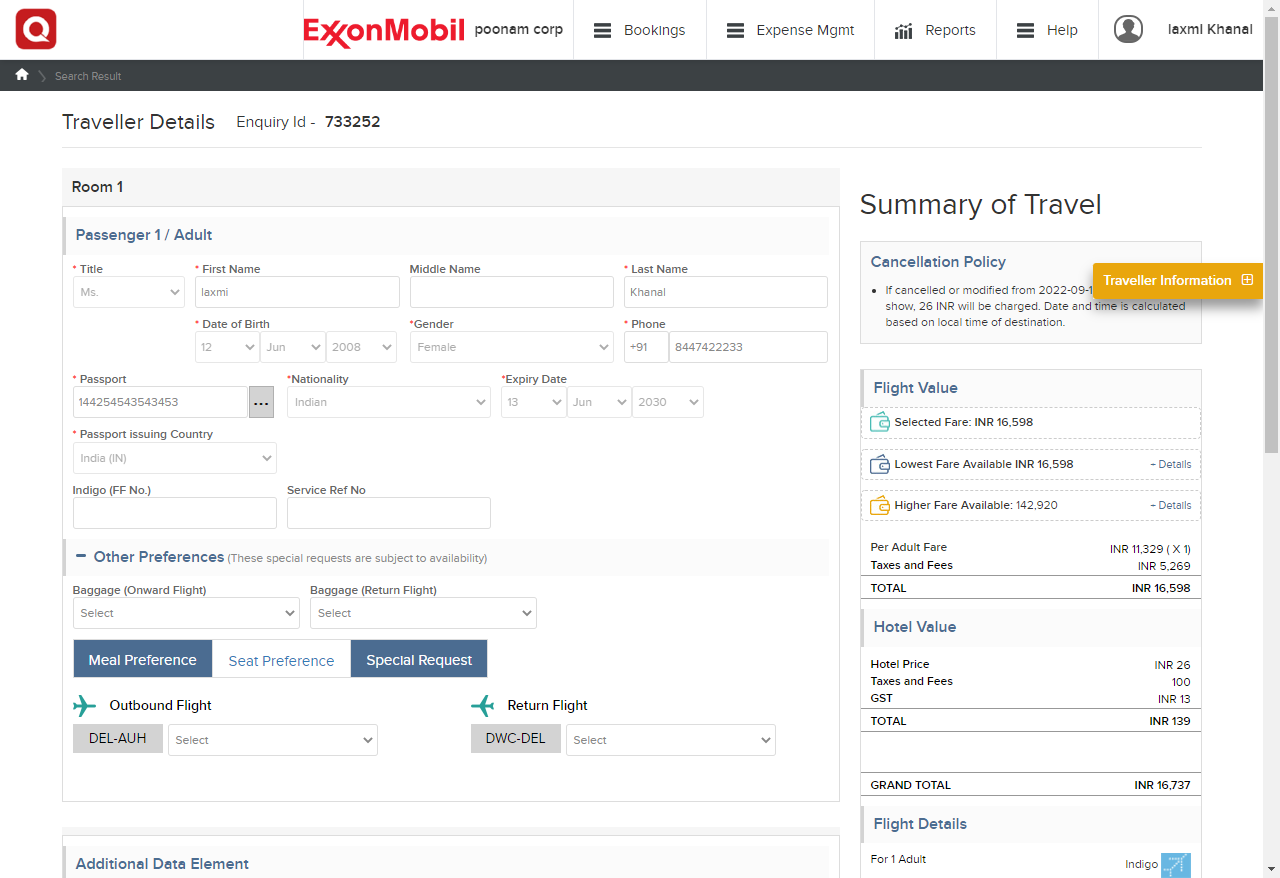 Q
ExxonMobil poonam corp Bookings Expense Mgmt Reports Help laxmi Khanal
Search Result
Traveller Details Enquiry Id - 733252
Room 1
Passenger 1 / Adult
* Title * First Name Middle Name * Last Name
Ms. laxmi Khanal
* Date of Birth *Gender * Phone
12 Jun 2008 Female +91 8447422233
* Passport *Nationality *Expiry Date
144254543543453 ... Indian 13 Jun 2030
* Passport issuing Country
India (IN)
Indigo (FF No.) Service Ref No
− Other Preferences (These special requests are subject to availability)
Baggage (Onward Flight) Baggage (Return Flight)
Select Select
Meal Preference Seat Preference Special Request
Outbound Flight Return Flight
DEL-AUH Select DWC-DEL Select
Additional Data Element
Summary of Travel
Cancellation Policy
Traveller Information
• If cancelled or modified from 2022-09-1
show, 26 INR will be charged. Date and time is calculated
based on local time of destination.
Flight Value
Selected Fare: INR 16,598
Lowest Fare Available INR 16,598 - Details
Higher Fare Available: 142,920 - Details
Per Adult Fare INR 11,329 ( X 1)
Taxes and Fees INR 5,269
TOTAL INR 16,598
Hotel Value
Hotel Price INR 26
Taxes and Fees 100
GST INR 13
TOTAL INR 139
GRAND TOTAL INR 16,737
Flight Details
For 1 Adult Indigo